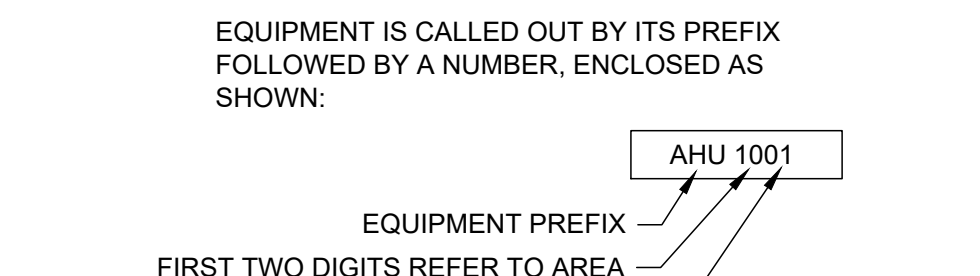 EQUIPMENT IS CALLED OUT BY ITS PREFIX
FOLLOWED BY A NUMBER, ENCLOSED AS
SHOWN:
AHU 1001
EQUIPMENT PREFIX
FIRST TWO DIGITS REFER TO AREA